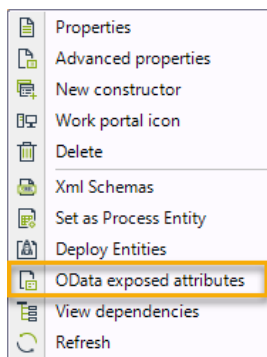 Properties
Advanced properties
New constructor
Work portal icon
Delete
Xml Schemas
Set as Process Entity
Deploy Entities
OData exposed attributes
View dependencies
Refresh